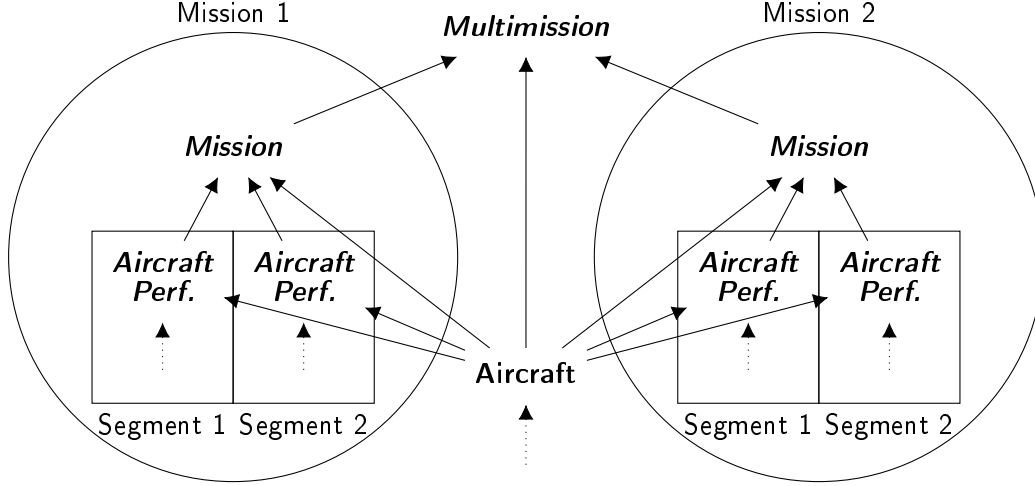 Mission 1
Multimission
Mission 2
Mission
Mission
Aircraft
Perf.
Aircraft
Perf.
Aircraft
Perf.
Aircraft
Perf.
Aircraft
Segment 1
Segment 2
Segment 1
Segment 2